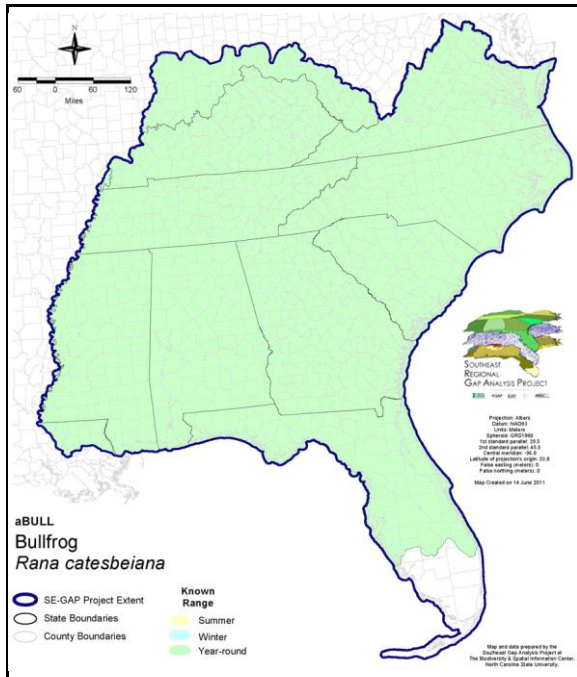 N
60 0 60 120
Miles
SOUTHEAST
REGIONAL
GAP ANALYSIS PROJECT
Projection: Albers
Datum: NAD83
Units: Meters
Spheroid: GRS1980
1st standard parallel: 29.5
2nd standard parallel: 45.5
Central meridian: -96.0
Latitude of projection's origin: 23.0
False easting (meters): 0
False northing (meters): 0
Map Created on 14 June 2011
aBULL
Bullfrog
Rana catesbeiana
SE-GAP Project Extent
State Boundaries
County Boundaries
Known
Range
Summer
Winter
Year-round
Map and data prepared by the
Southeast Gap Analysis Project at
The Biodiversity & Spatial Information Center,
North Carolina State University.